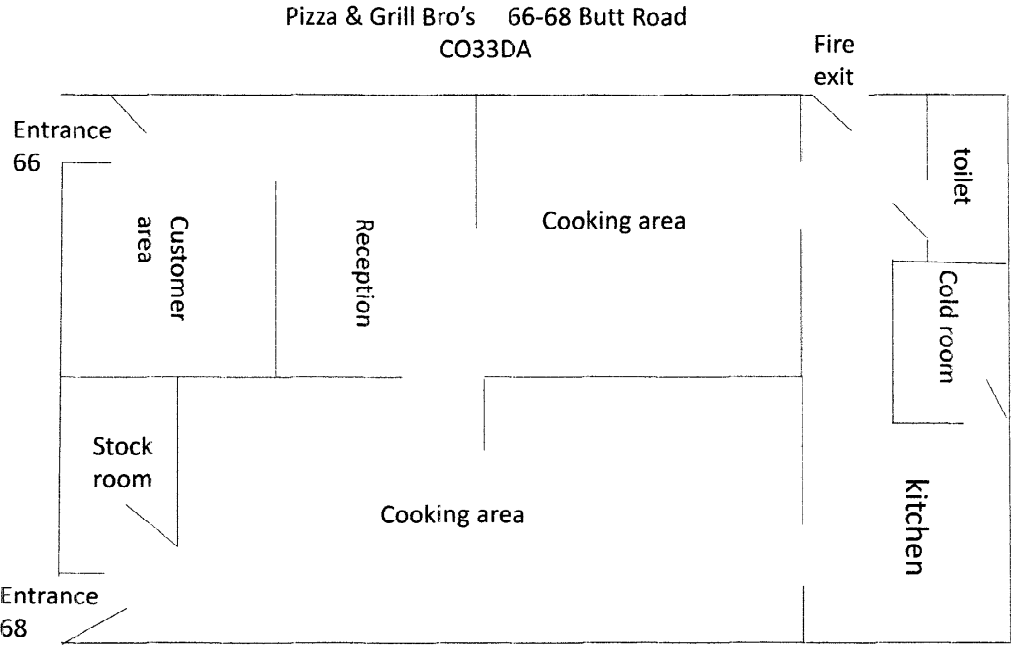 Pizza & Grill Bro's 66-68 Butt Road
CO33DA
Fire
exit
Entrance
66
toilet
Customer
area
Reception
Cooking area
Cold room
Stock
room
Cooking area
kitchen
Entrance
68